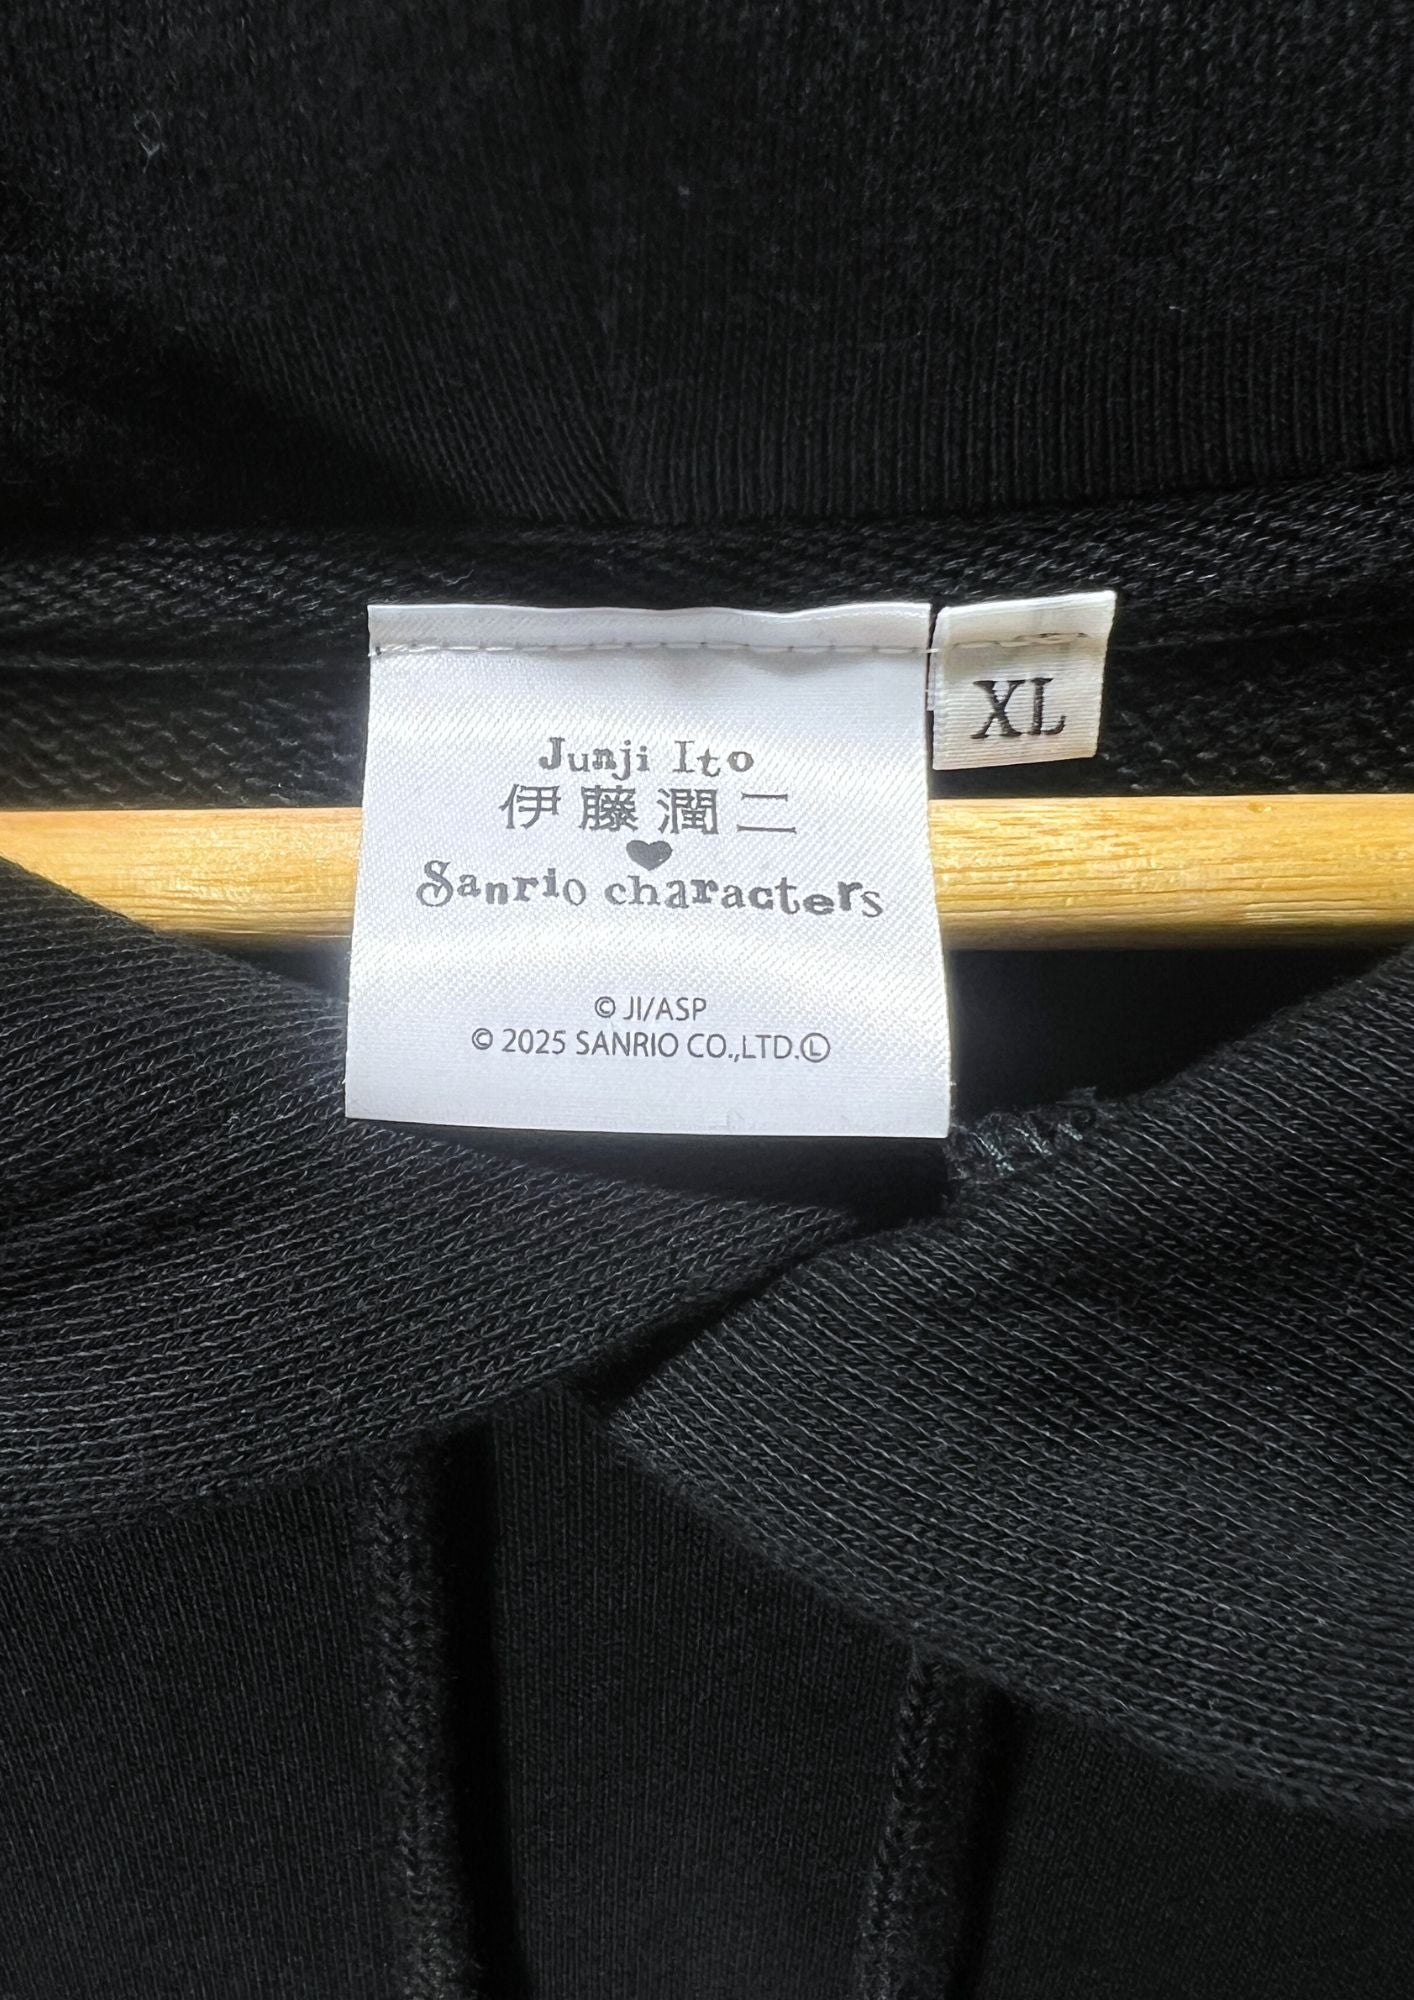 Junji Ito
伊藤潤二
♥
Sanrio characters
© JI/ASP
© 2025 SANRIO CO.,LTD.Ⓛ
XL